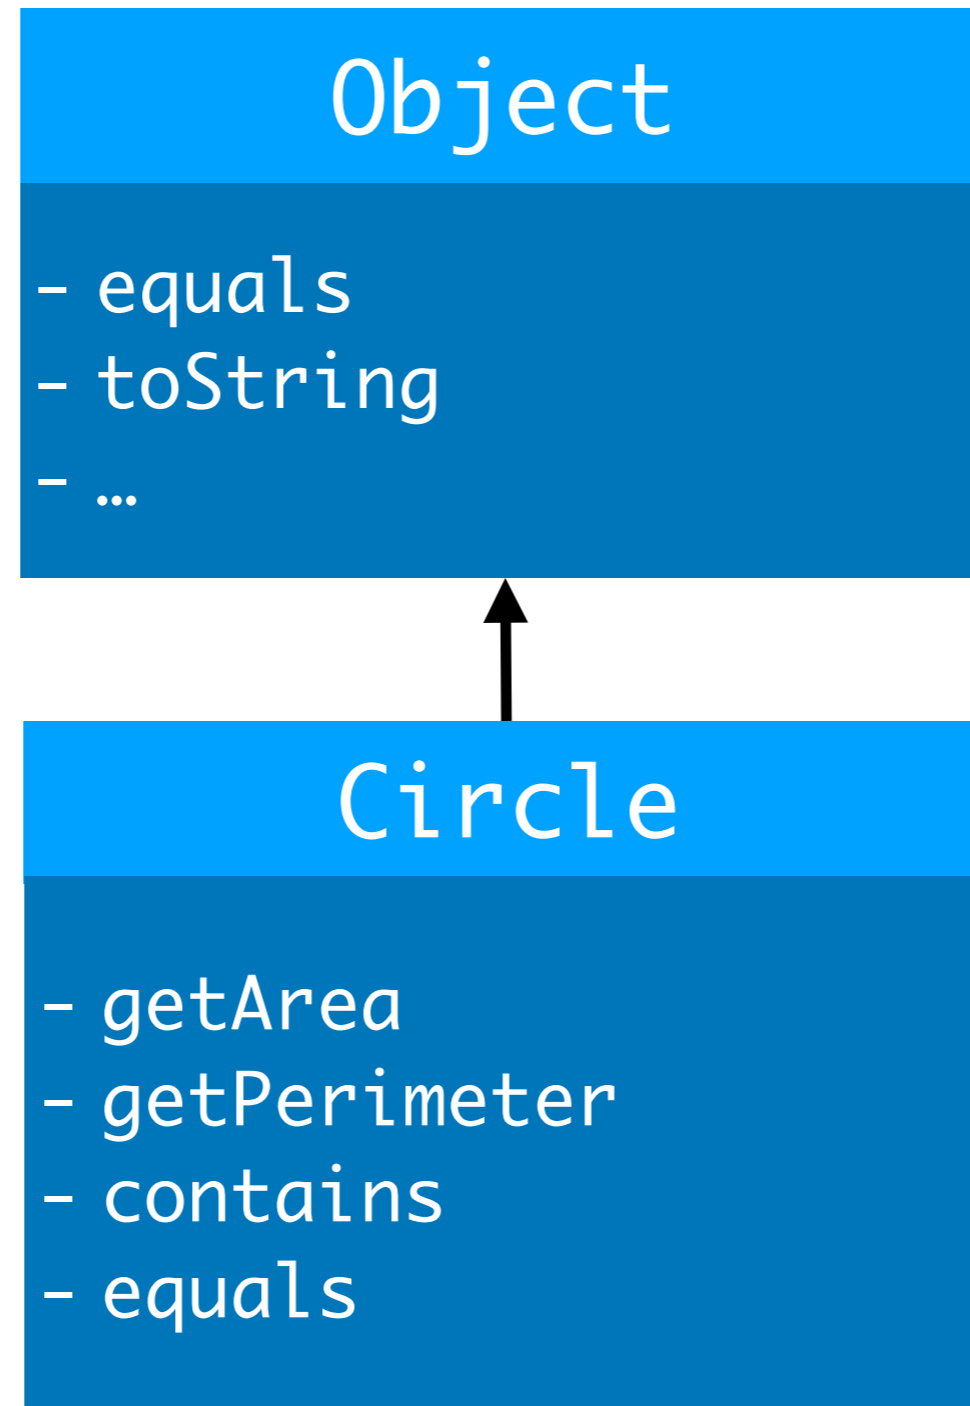 Object
- equals
- toString
- …
Circle
- getArea
- getPerimeter
- contains
- equals